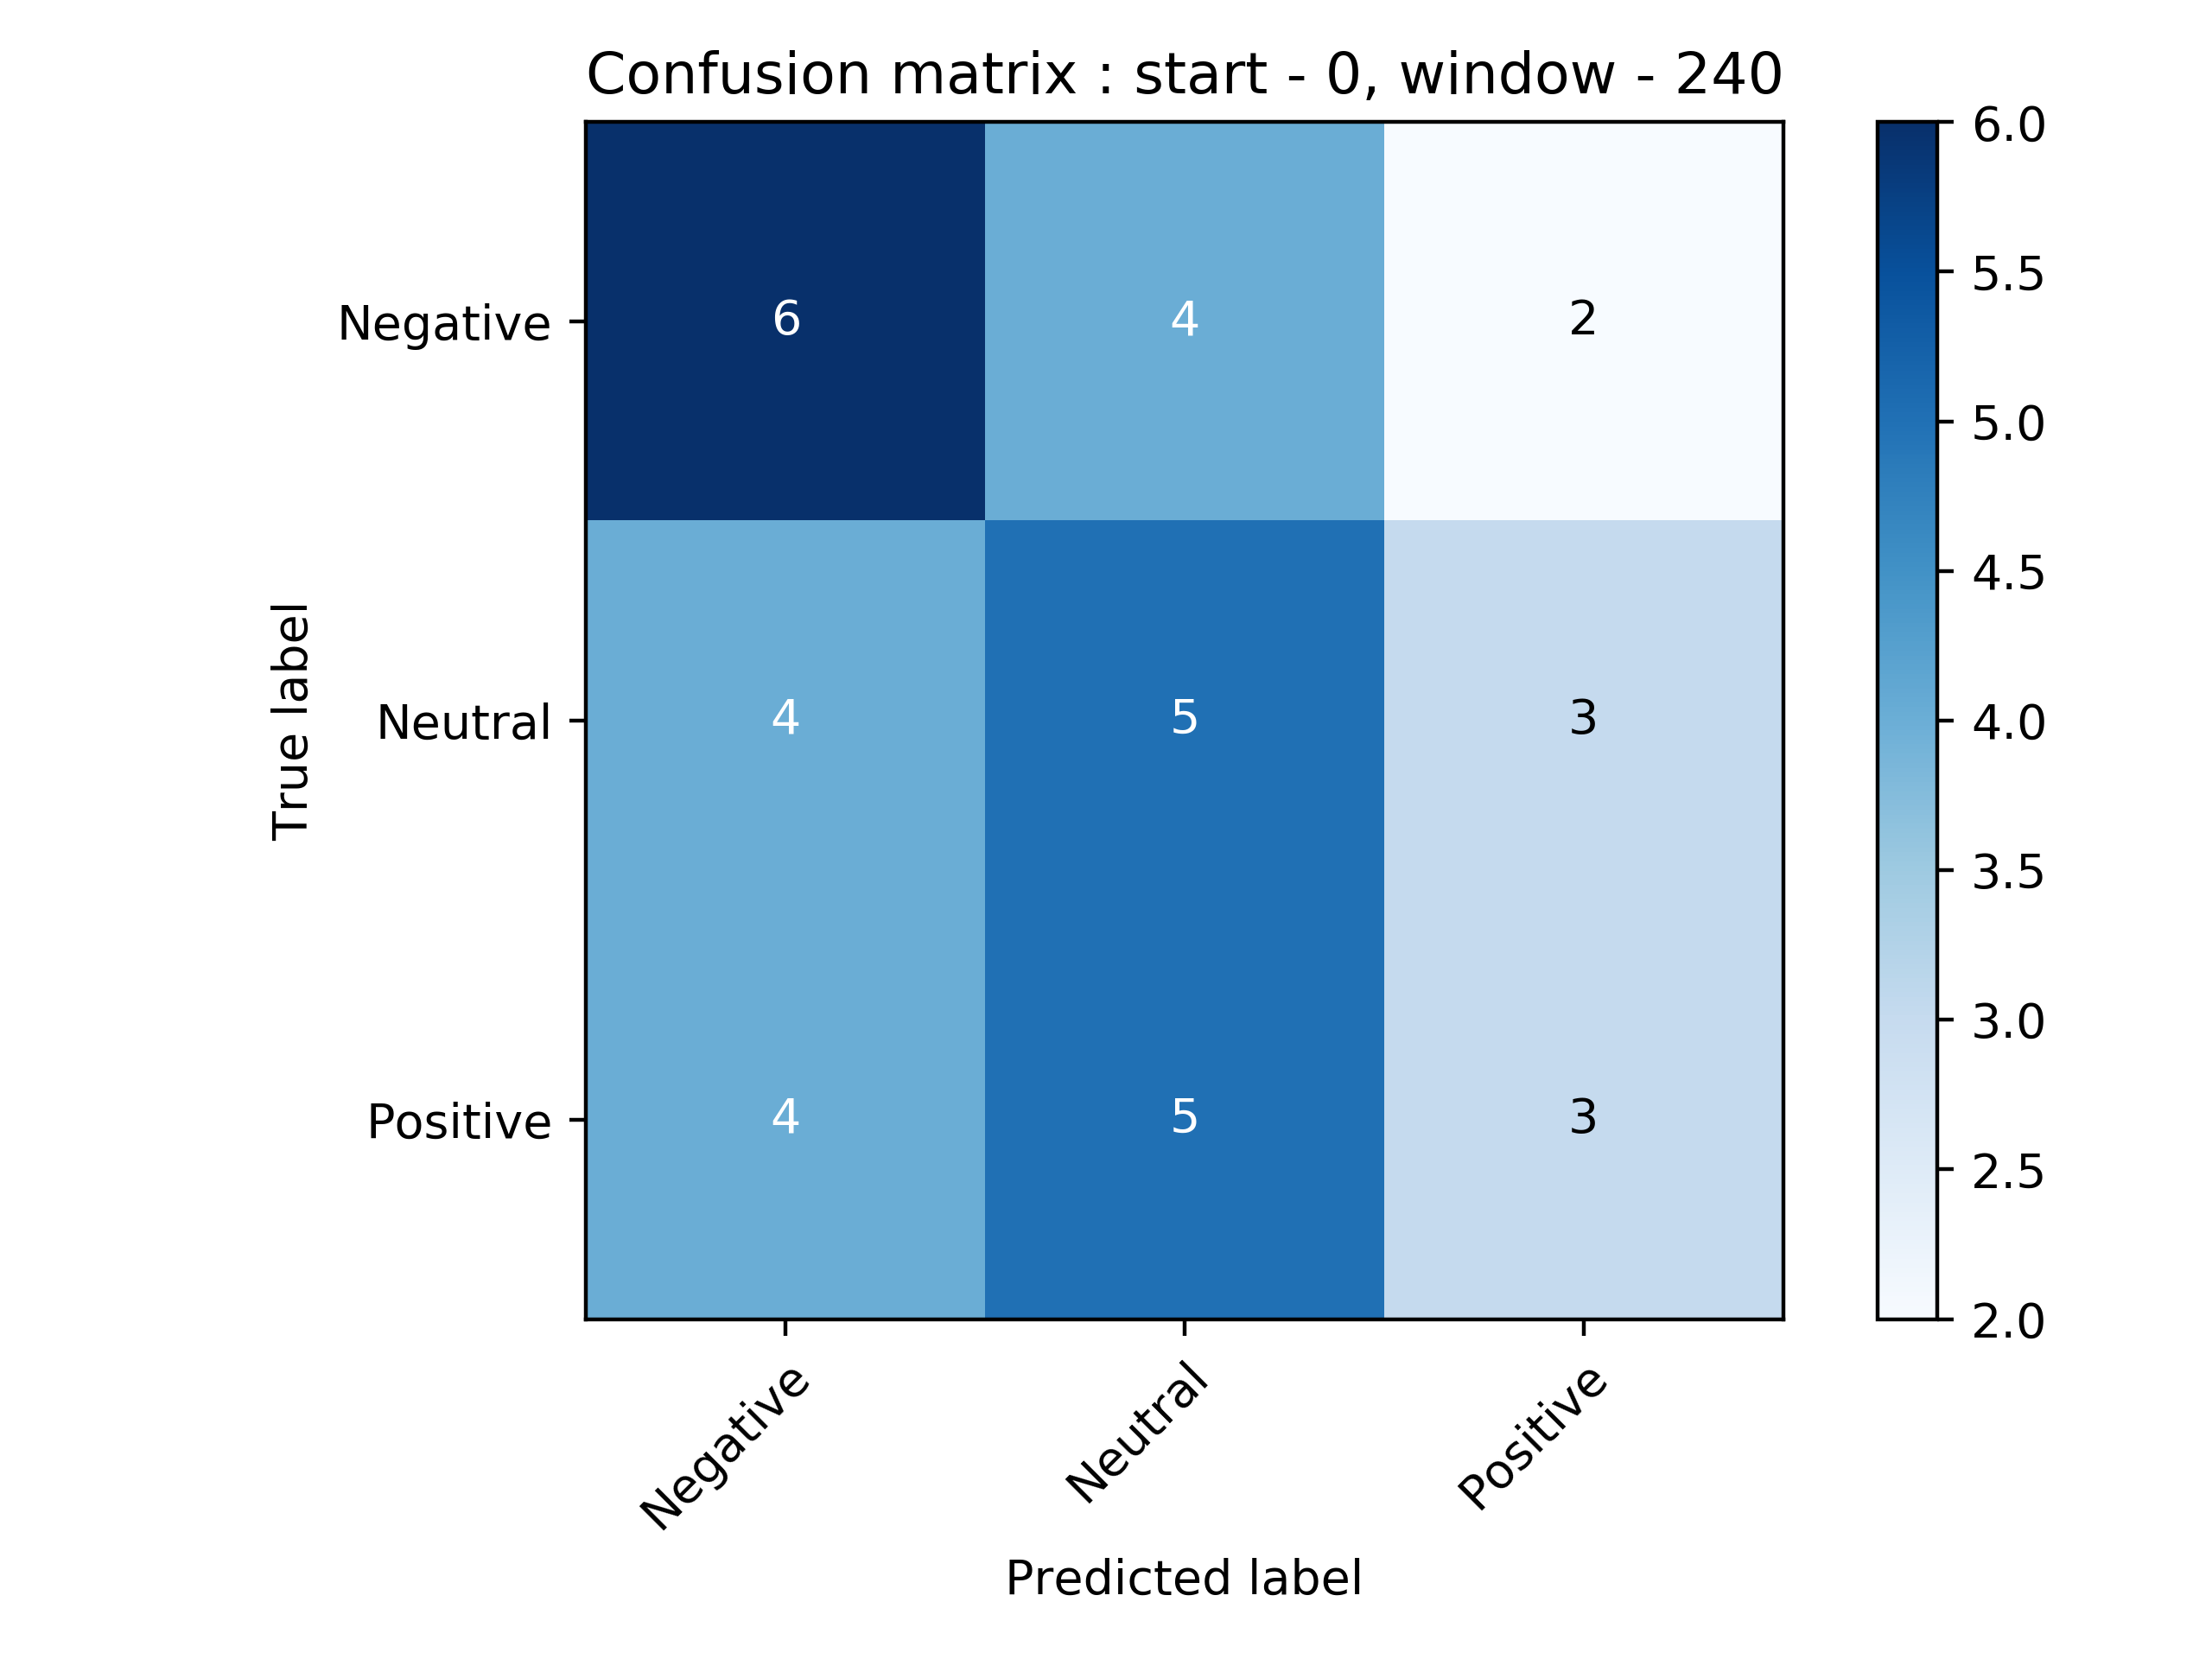 Confusion matrix : start - 0, window - 240
6.0
5.5
5.0
4.5
4.0
3.5
3.0
2.5
2.0
True label
Negative
6 4 2
Neutral
4 5 3
Positive
4 5 3
Negative
Neutral
Positive
Predicted label